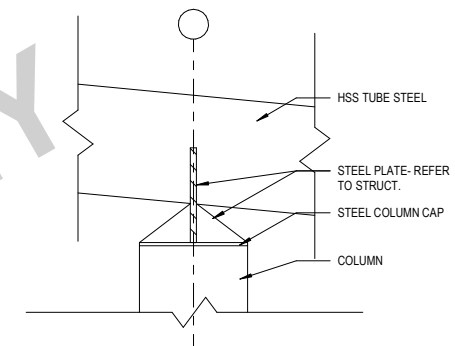 HSS TUBE STEEL
STEEL PLATE- REFER
TO STRUCT.
STEEL COLUMN CAP
COLUMN
Y